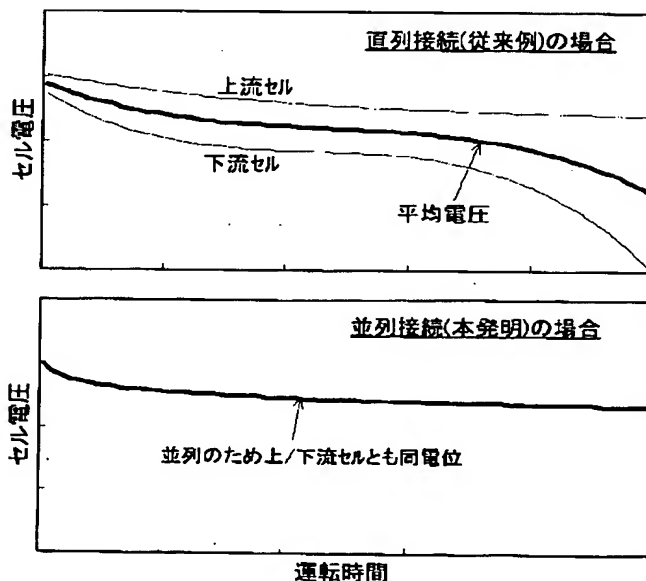 直列接続(従来例)の場合
上流セル
セル電圧
下流セル
平均電圧
並列接続(本発明)の場合
セル電圧
並列のため上/下流セルとも同電位
運転時間